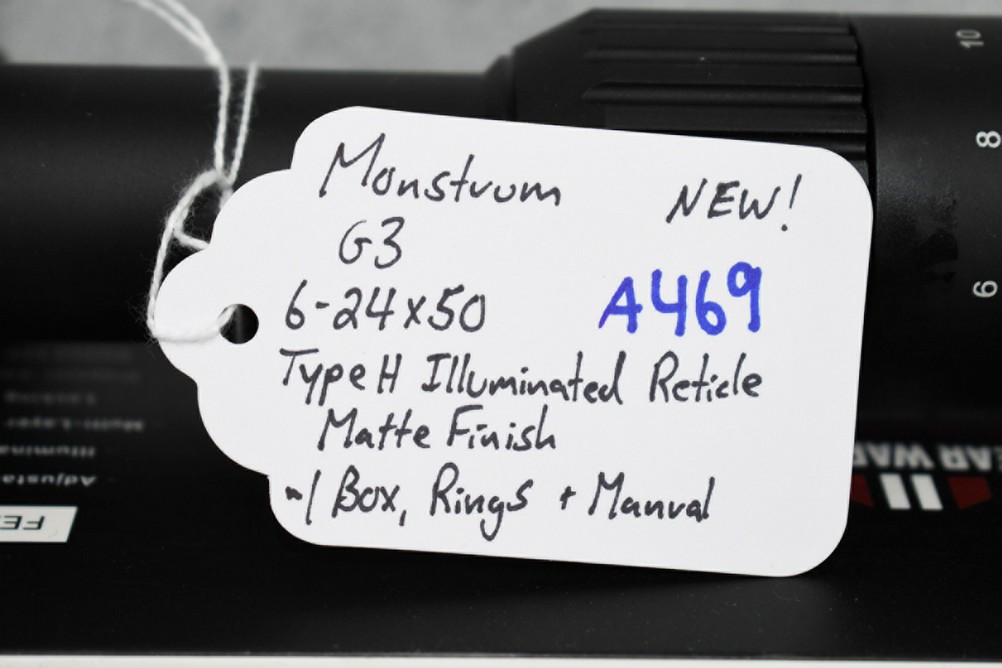 Monstrum NEW!
G3
6-24x50 A469
Type H Illuminated Reticle
Matte Finish
w/ Box, Rings + Manual
10
8
6